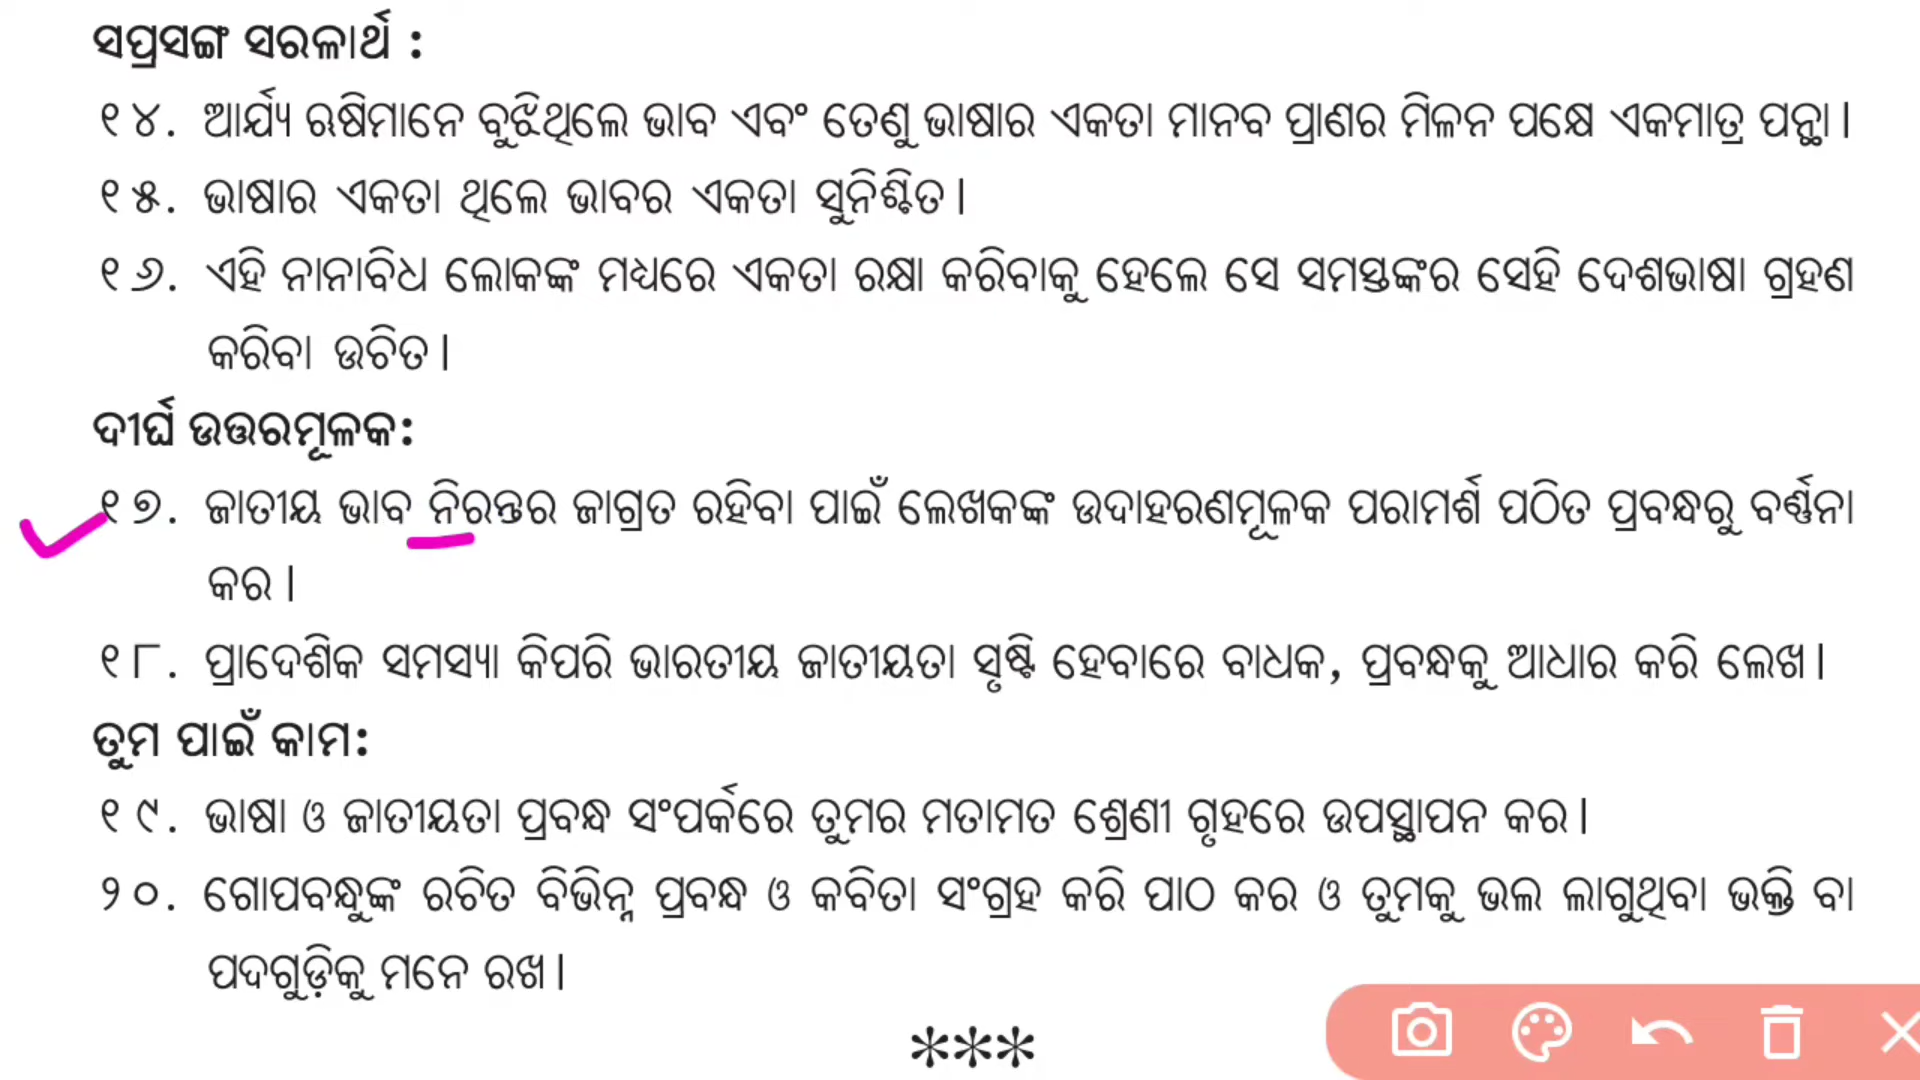 ସପ୍ରସଙ୍ଗ ସରଳାର୍ଥ :
୧୪. ଆର୍ଯ୍ୟ ଋଷିମାନେ ବୁଝିଥିଲେ ଭାବ ଏବଂ ତେଣୁ ଭାଷାର ଏକତା ମାନବ ପ୍ରାଣର ମିଳନ ପକ୍ଷେ ଏକମାତ୍ର ପନ୍ଥା।
୧୫. ଭାଷାର ଏକତା ଥିଲେ ଭାବର ଏକତା ସୁନିଶ୍ଚିତ।
୧୬. ଏହି ନାନାବିଧ ଲୋକଙ୍କ ମଧ୍ୟରେ ଏକତା ରକ୍ଷା କରିବାକୁ ହେଲେ ସେ ସମସ୍ତଙ୍କର ସେହି ଦେଶଭାଷା ଗ୍ରହଣ
କରିବା ଉଚିତ।
ଦୀର୍ଘ ଉତ୍ତରମୂଳକ:
୧୭. ଜାତୀୟ ଭାବ ନିରନ୍ତର ଜାଗ୍ରତ ରହିବା ପାଇଁ ଲେଖକଙ୍କ ଉଦାହରଣମୂଳକ ପରାମର୍ଶ ପଠିତ ପ୍ରବନ୍ଧରୁ ବର୍ଣ୍ଣନା
କର।
୧୮. ପ୍ରାଦେଶିକ ସମସ୍ୟା କିପରି ଭାରତୀୟ ଜାତୀୟତା ସୃଷ୍ଟି ହେବାରେ ବାଧକ, ପ୍ରବନ୍ଧକୁ ଆଧାର କରି ଲେଖ।
ତୁମ ପାଇଁ କାମ:
୧୯. ଭାଷା ଓ ଜାତୀୟତା ପ୍ରବନ୍ଧ ସଂପର୍କରେ ତୁମର ମତାମତ ଶ୍ରେଣୀ ଗୃହରେ ଉପସ୍ଥାପନ କର।
୨୦. ଗୋପବନ୍ଧୁଙ୍କ ରଚିତ ବିଭିନ୍ନ ପ୍ରବନ୍ଧ ଓ କବିତା ସଂଗ୍ରହ କରି ପାଠ କର ଓ ତୁମକୁ ଭଲ ଲାଗୁଥିବା ଭକ୍ତି ବା
ପଦଗୁଡ଼ିକୁ ମନେ ରଖ।
***